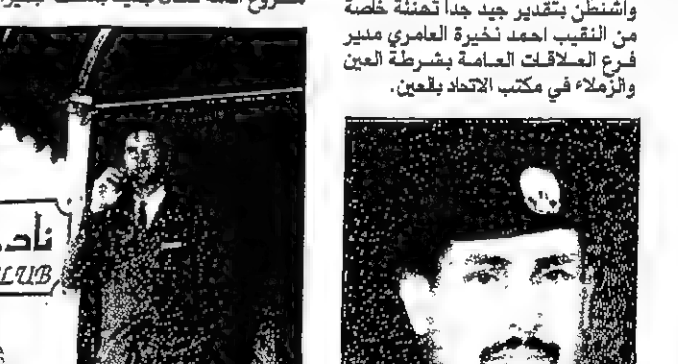 واشنطن بتقدير جيد جدا تهنئة خاصة
من النقيب احمد نخيرة العامري مدير
فرع العلاقات العامة بشرطة العين
والزملاء في مكتب الاتحاد بالعين.
نادي
CLUB